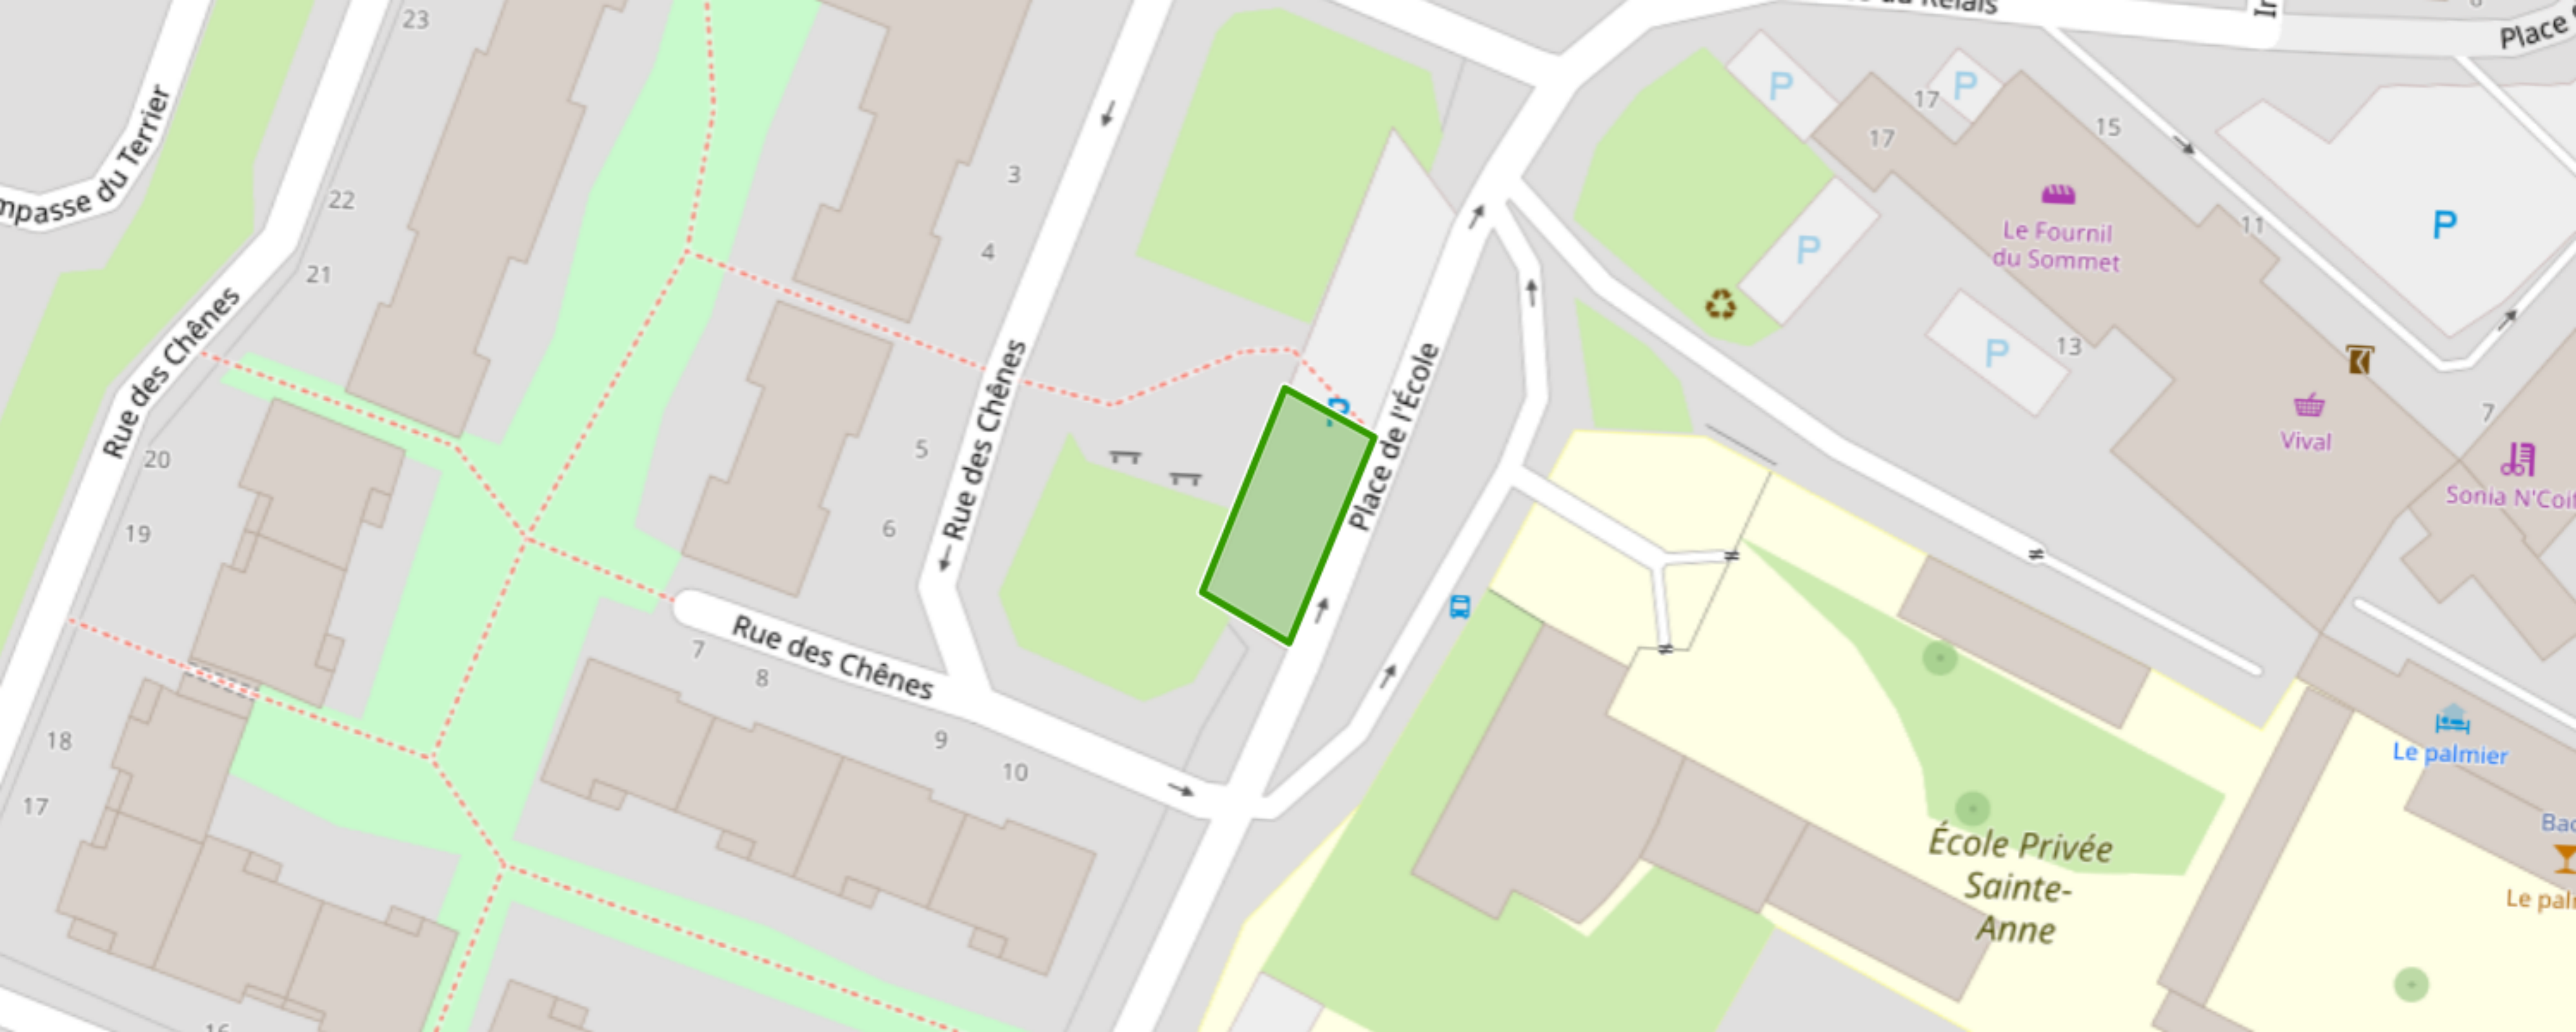 23
Relais
Place
mpasse du Terrier
P
P
17
17
15
3
22
Le Fournil
du Sommet
P
P
11
4
21
Rue des Chênes
Rue des Chênes
Place de l'École
P
13
7
Vival
5
20
Sonia N'Coif
19
6
Rue des Chênes
7
8
18
9
10
Le palmier
17
École Privée
Sainte-
Anne
Bac
Le pal
16